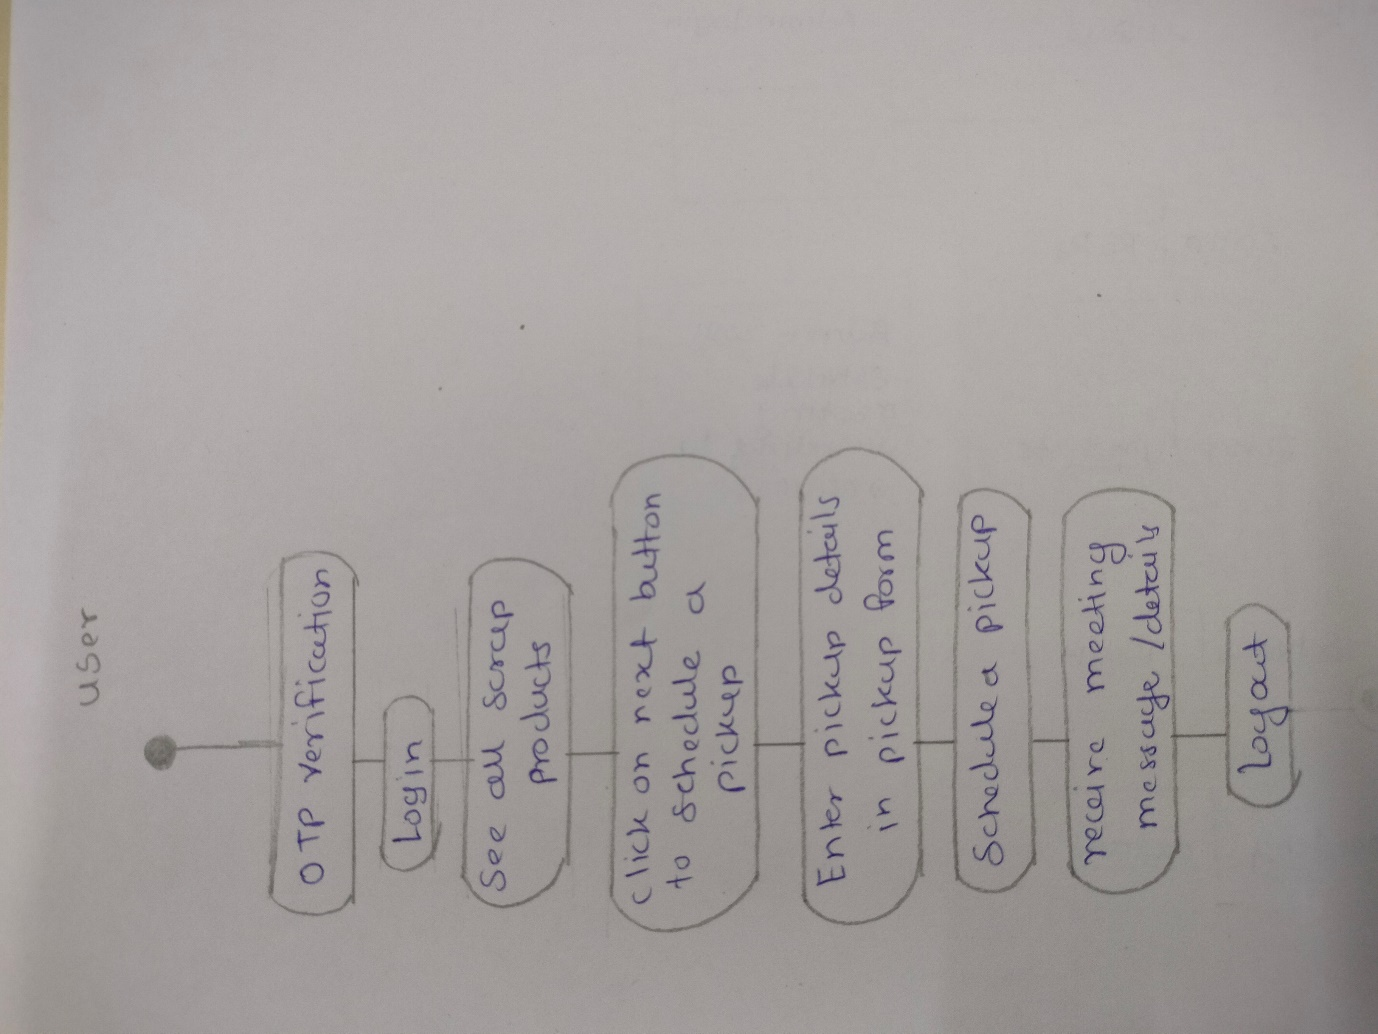 user
OTP verification
Login
See all scrap
products
Click on next button
to schedule a
pickup
Enter pickup details
in pickup form
Schedule a pickup
receive meeting
message /details
Logout